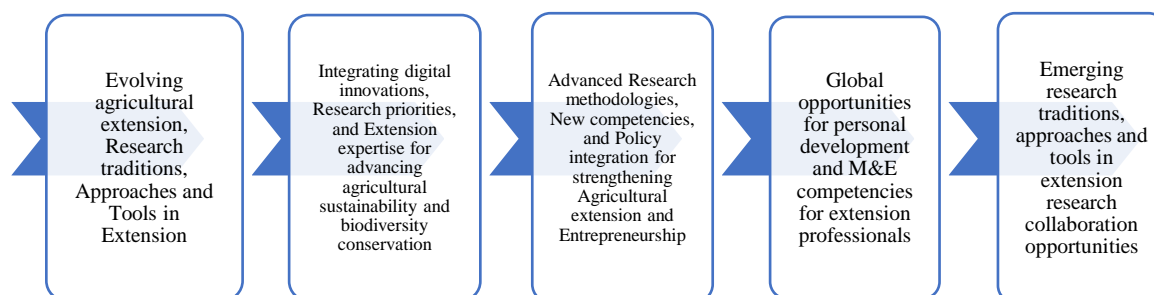 Evolving
agricultural
extension,
Research
traditions,
Approaches and
Tools in
Extension
Integrating digital
innovations,
Research priorities,
and Extension
expertise for
advancing
agricultural
sustainability and
biodiversity
conservation
Advanced Research
methodologies,
New competencies,
and Policy
integration for
strengthening
Agricultural
extension and
Entrepreneurship
Global
opportunities
for personal
development
and M&E
competencies
for extension
professionals
Emerging
research
traditions,
approaches and
tools in
extension
research
collaboration
opportunities